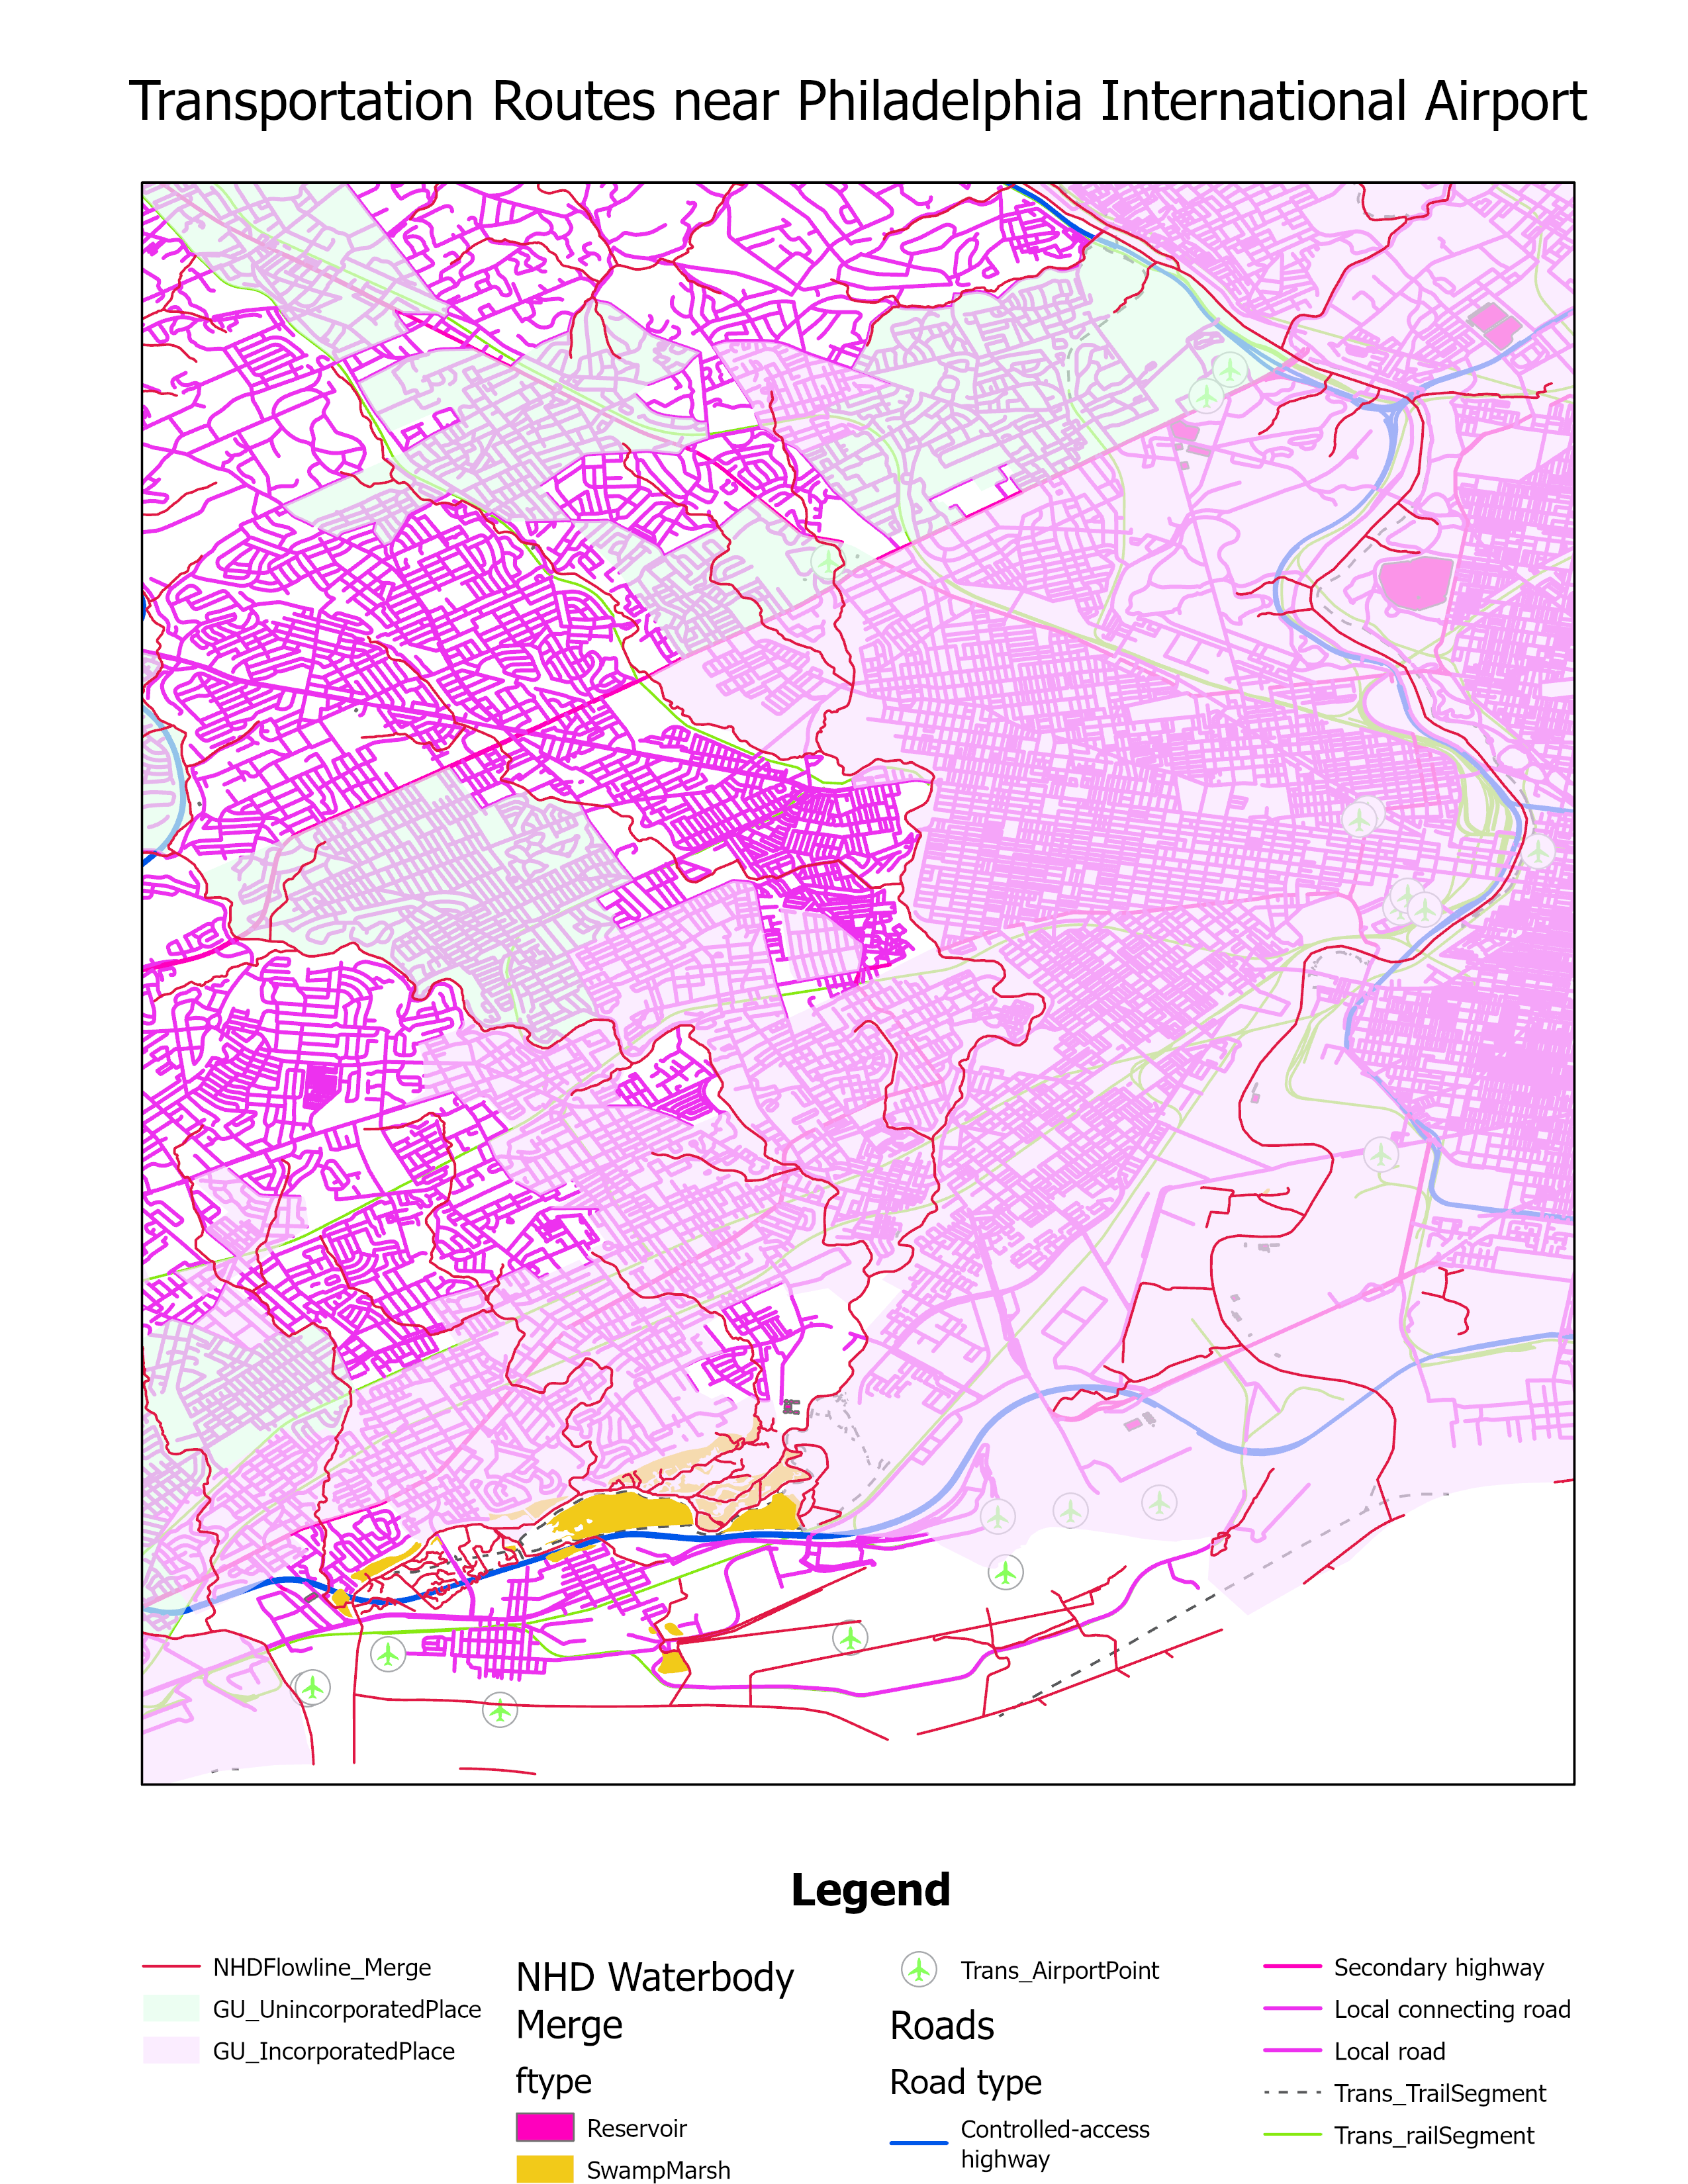 Transportation Routes near Philadelphia International Airport
Legend
NHDFlowline_Merge
GU_UnincorporatedPlace
GU_IncorporatedPlace
NHD Waterbody
Merge
ftype
Reservoir
SwampMarsh
Trans_AirportPoint
Roads
Road type
Controlled-access
highway
Secondary highway
Local connecting road
Local road
Trans_TrailSegment
Trans_railSegment